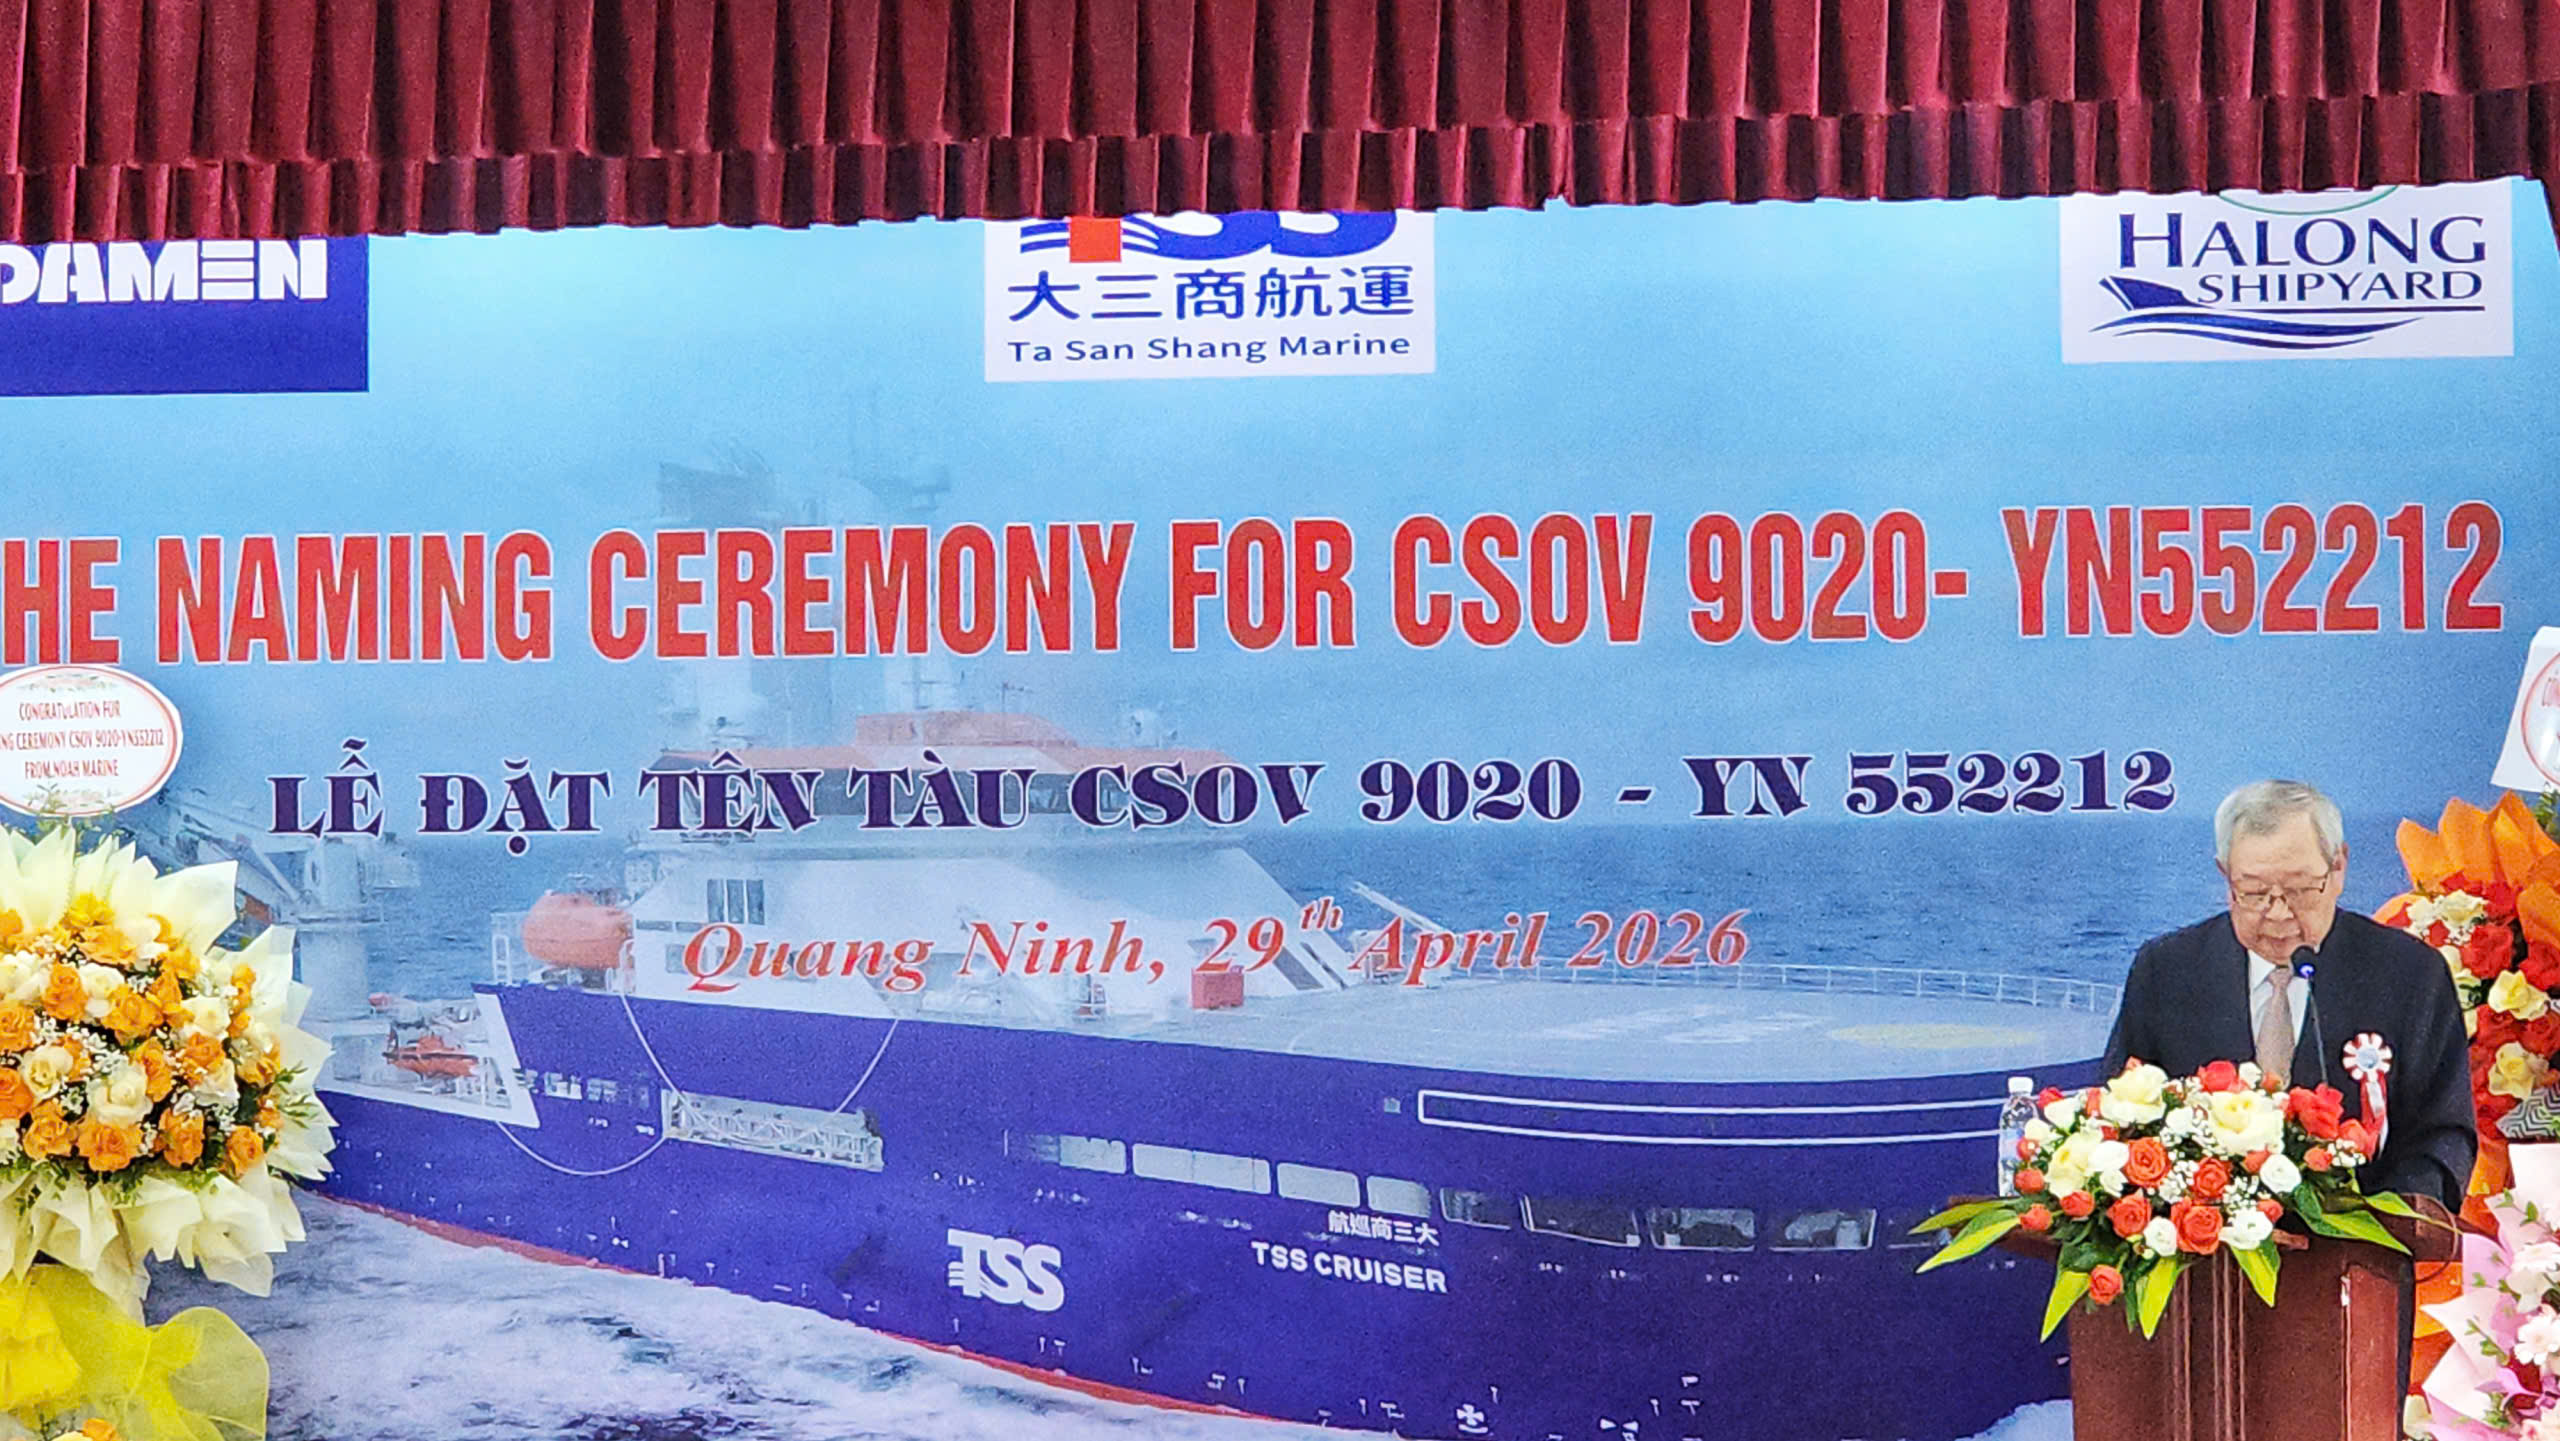 DAMEN
TSS
大三商航運
Ta San Shang Marine
HALONG
SHIPYARD
HE NAMING CEREMONY FOR CSOV 9020- YN552212
CONGRATULATION FOR
NG CEREMONY CSOV 9020-YN552212
FROM NOAH MARINE
LỄ ĐẶT TÊN TÀU CSOV 9020 - YN 552212
Quang Ninh, 29th April 2026
航巡商三大
TSS CRUISER
TSS